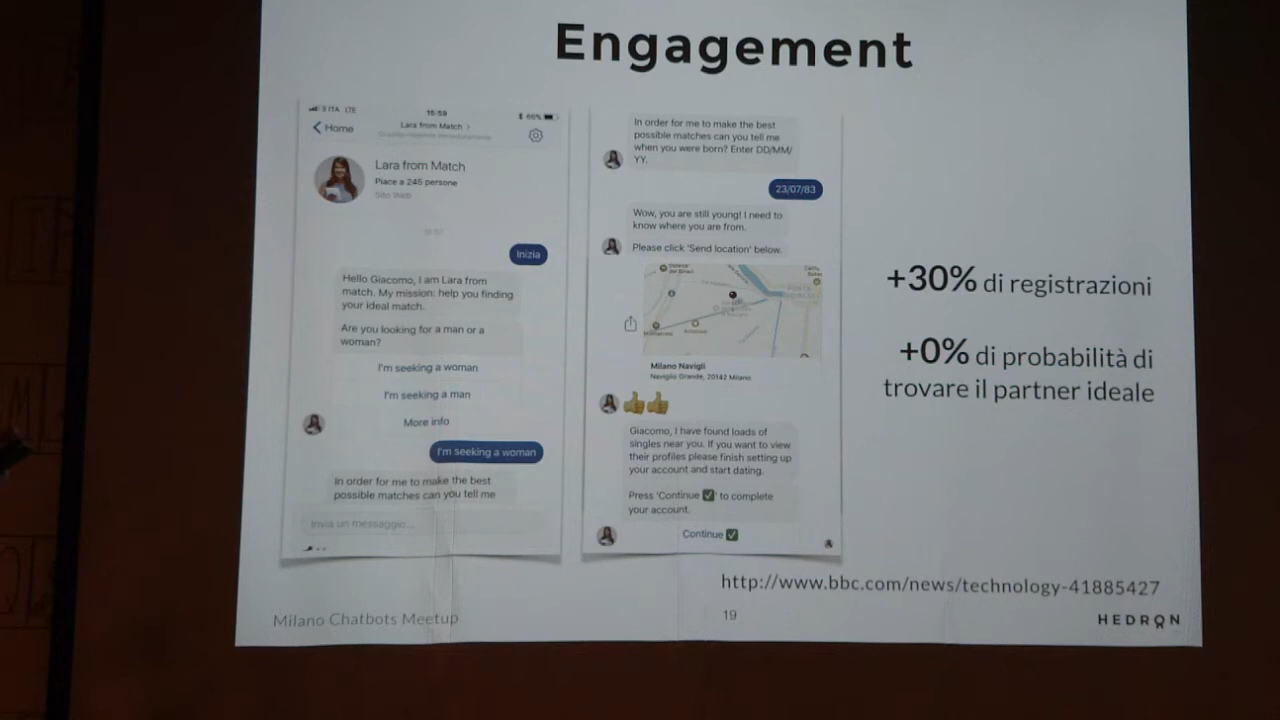 Engagement
ITA LTE
15:59
66%
Home
Lara from Match
Lara from Match
Piace a 245 persone
Sito Web
Inizia
Hello Giacomo, I am Lara from
match. My mission: help you finding
your ideal match.
Are you looking for a man or a
woman?
I'm seeking a woman
I'm seeking a man
More info
I'm seeking a woman
In order for me to make the best
possible matches can you tell me
Invia un messaggio...
In order for me to make the best
possible matches can you tell me
when you were born? Enter DD/MM/
YY.
23/07/83
Wow, you are still young! I need to
know where you are from.
Please click 'Send location' below.
Milano Navigli
Naviglio Grande, 20142 Milano
Giacomo, I have found loads of
singles near you. If you want to view
their profiles please finish setting up
your account and start dating.
Press 'Continue ✅' to complete
your account.
Continue ✅
+30% di registrazioni
+0% di probabilità di
trovare il partner ideale
http://www.bbc.com/news/technology-41885427
Milano Chatbots Meetup
19
HEDRON